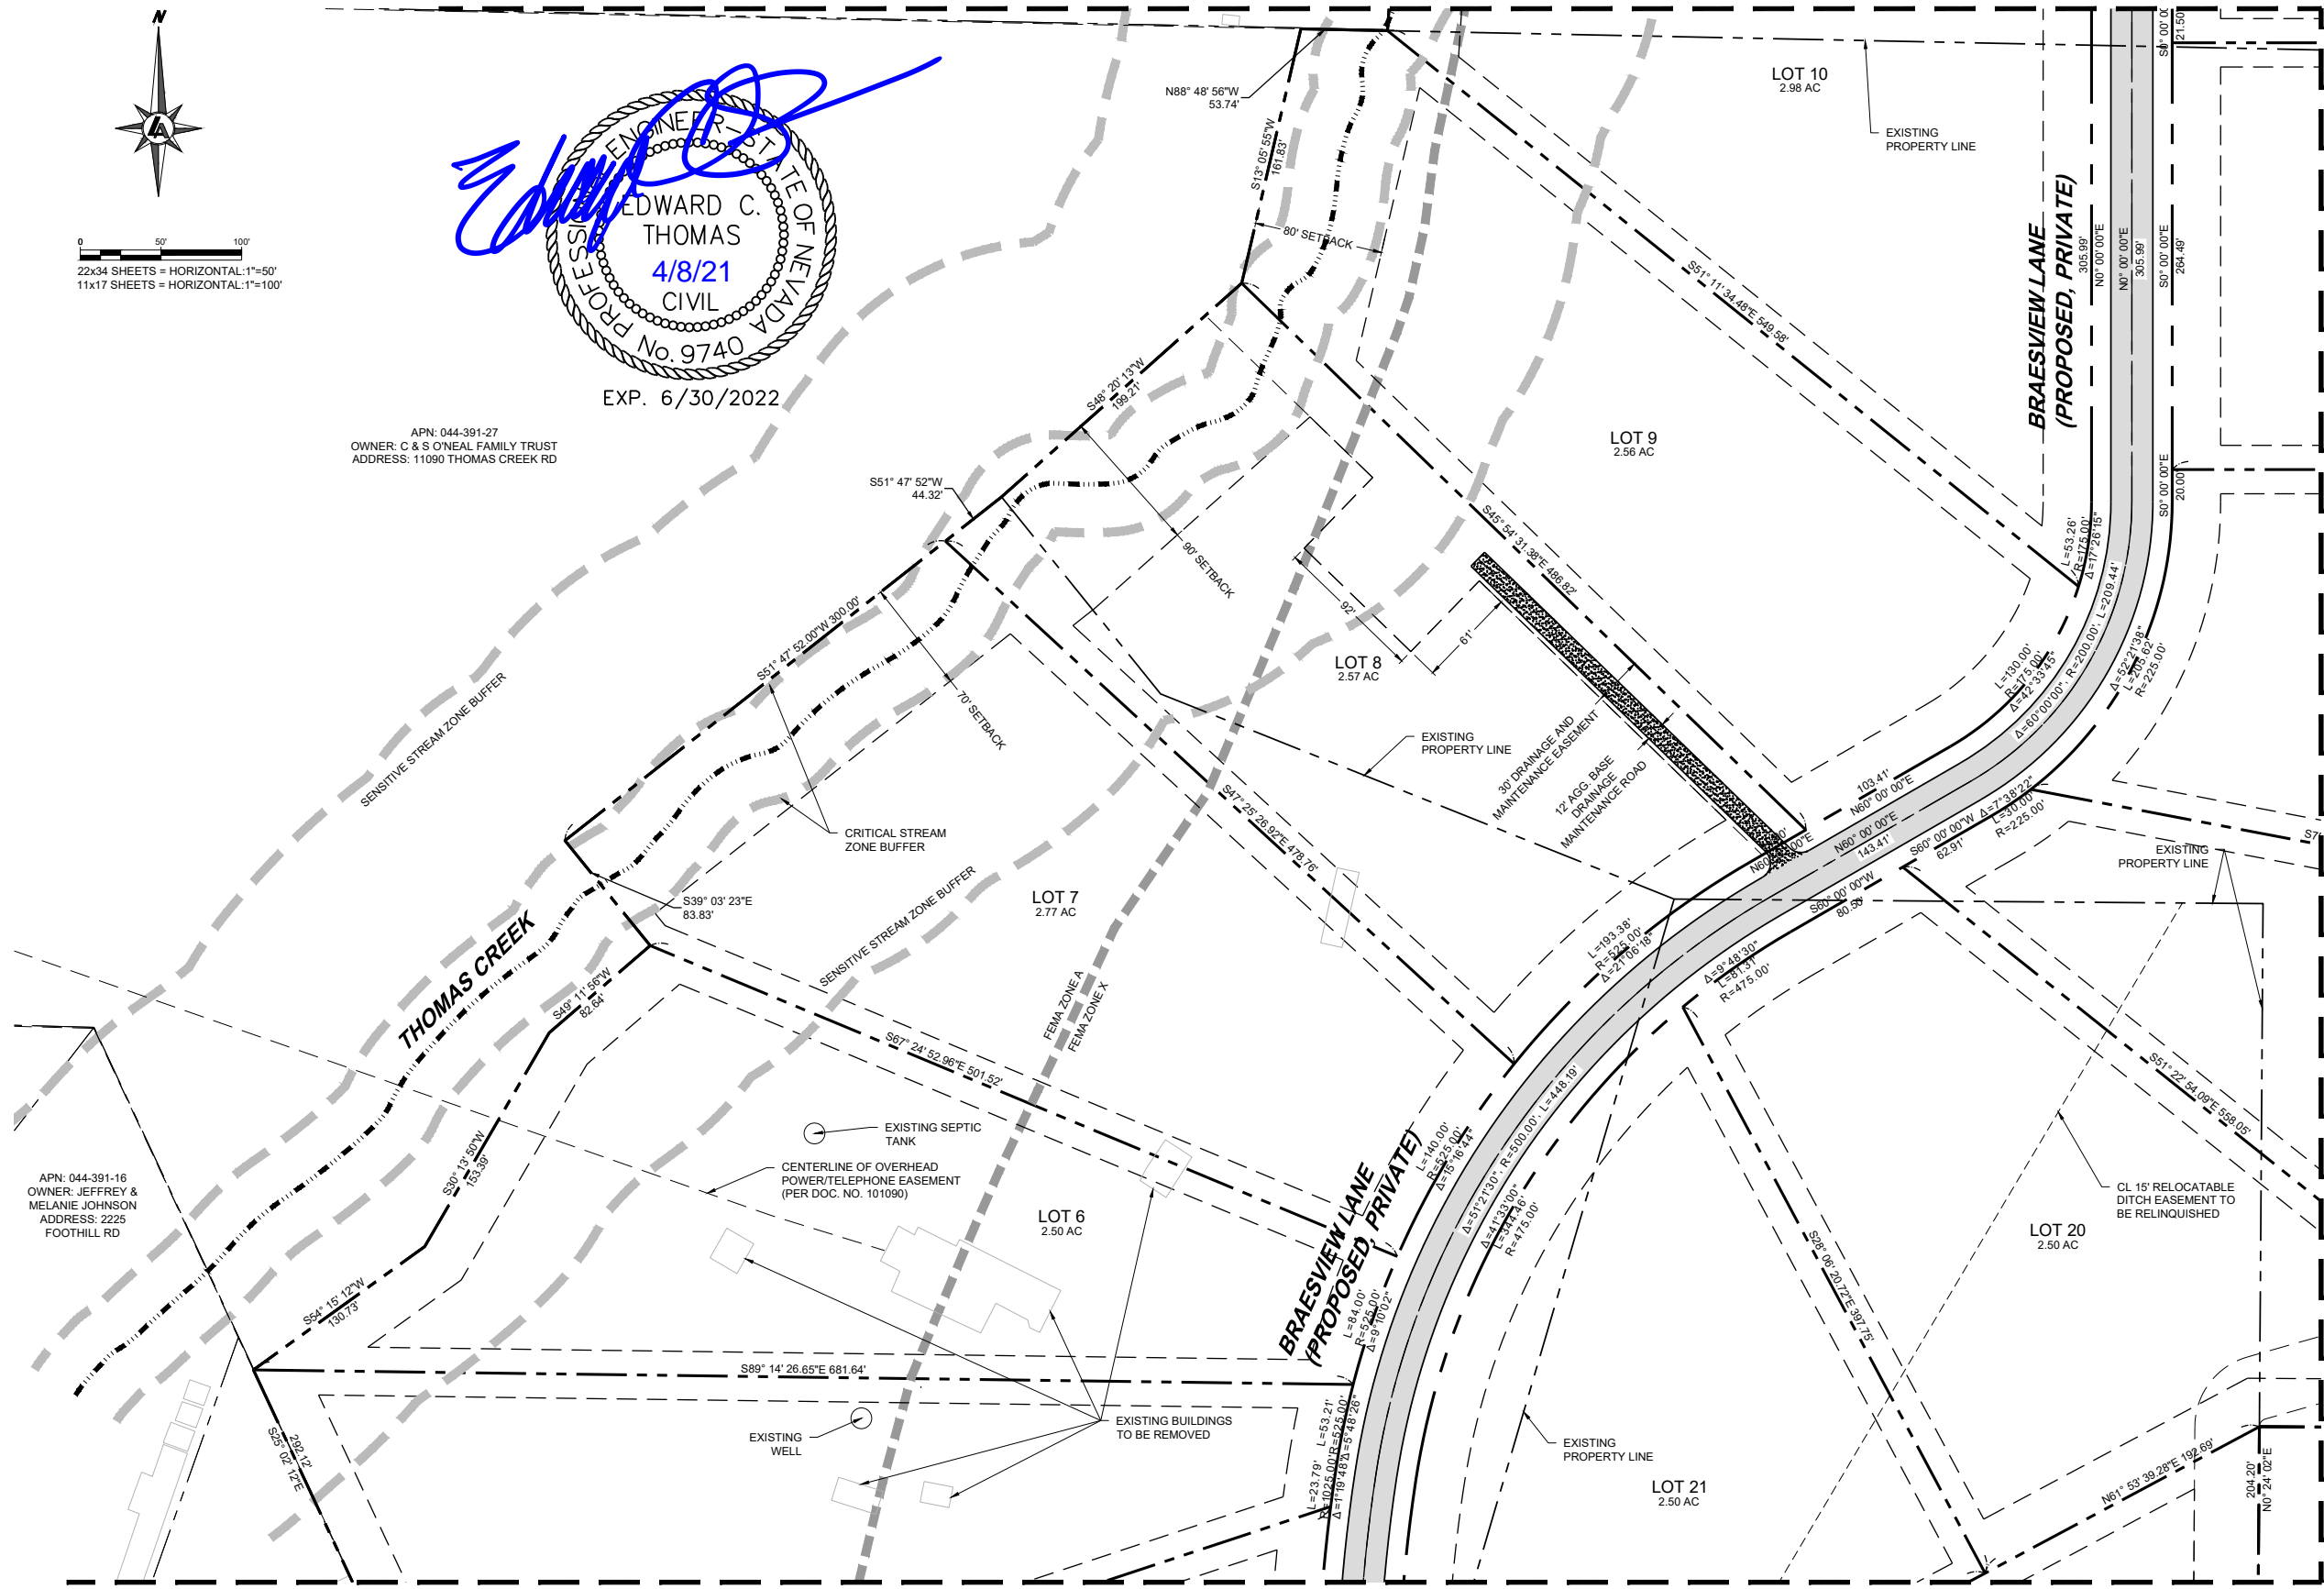 N
0 50' 100'
22x34 SHEETS = HORIZONTAL:1"=50'
11x17 SHEETS = HORIZONTAL:1"=100'
PROFESSIONAL ENGINEER-STATE OF NEVADA
EDWARD C.
THOMAS
4/8/21
CIVIL
No. 9740
EXP. 6/30/2022
APN: 044-391-27
OWNER: C & S O'NEAL FAMILY TRUST
ADDRESS: 11090 THOMAS CREEK RD
N88° 48' 56"W
53.74'
S13° 05' 55"W
161.83'
80' SETBACK
LOT 10
2.98 AC
EXISTING
PROPERTY LINE
BRAESVIEW LANE
(PROPOSED, PRIVATE)
305.99'
N0° 00' 00"E
N0° 00' 00"E
305.99'
S0° 00' 00"E
264.49'
21.50'
S0° 00' 00"E
20.00'
S51° 11' 34.48"E 549.58'
S48° 20' 13"W
199.21'
LOT 9
2.56 AC
S51° 47' 52"W
44.32'
90' SETBACK
S45° 54' 31.38"E 486.82'
L=53.26'
R=175.00'
Δ=17°26'15"
92'
61'
LOT 8
2.57 AC
S51° 47' 52.00"W 300.00'
70' SETBACK
L=130.00'
R=175.00'
Δ=42°33'45"
Δ=60°00'00", R=200.00', L=209.44'
Δ=52°21'38"
L=205.62'
R=225.00'
SENSITIVE STREAM ZONE BUFFER
EXISTING
PROPERTY LINE
30' DRAINAGE AND
MAINTENANCE EASEMENT
12' AGG. BASE
DRAINAGE
MAINTENANCE ROAD
103.41'
N60° 00' 00"E
N60° 00' 00"E
143.41'
S60° 00' 00"W
62.91'
Δ=7°38'22"
L=30.00'
R=225.00'
S47° 25' 26.92"E 478.76'
CRITICAL STREAM
ZONE BUFFER
EXISTING
PROPERTY LINE
S39° 03' 23"E
83.83'
SENSITIVE STREAM ZONE BUFFER
LOT 7
2.77 AC
S60° 00' 00"W
80.50'
L=193.38'
R=525.00'
Δ=21°06'18"
Δ=9°48'30"
L=81.31'
R=475.00'
THOMAS CREEK
S49° 11' 56"W
82.64'
FEMA ZONE A
FEMA ZONE X
S67° 24' 52.96"E 501.52'
S51° 22' 54.09"E 558.05'
EXISTING SEPTIC
TANK
CENTERLINE OF OVERHEAD
POWER/TELEPHONE EASEMENT
(PER DOC. NO. 101090)
S30° 13' 50"W
153.39'
APN: 044-391-16
OWNER: JEFFREY &
MELANIE JOHNSON
ADDRESS: 2225
FOOTHILL RD
LOT 6
2.50 AC
BRAESVIEW LANE
(PROPOSED, PRIVATE)
L=140.00'
R=525.00'
Δ=15°16'44"
Δ=51°21'30", R=500.00', L=448.19'
Δ=41°33'00"
L=344.46'
R=475.00'
CL 15' RELOCATABLE
DITCH EASEMENT TO
BE RELINQUISHED
LOT 20
2.50 AC
S28° 06' 20.72"E 397.75'
S54° 15' 12"W
130.73'
L=84.00'
R=525.00'
Δ=9°10'02"
S89° 14' 26.65"E 681.64'
EXISTING
WELL
EXISTING BUILDINGS
TO BE REMOVED
292.12'
S25° 02' 12"E
L=53.21'
R=525.00'
Δ=5°48'26"
L=23.79'
R=1025.00'
Δ=1°19'48"
EXISTING
PROPERTY LINE
LOT 21
2.50 AC
N61° 53' 39.28"E 192.69'
204.20'
N0° 24' 02"E